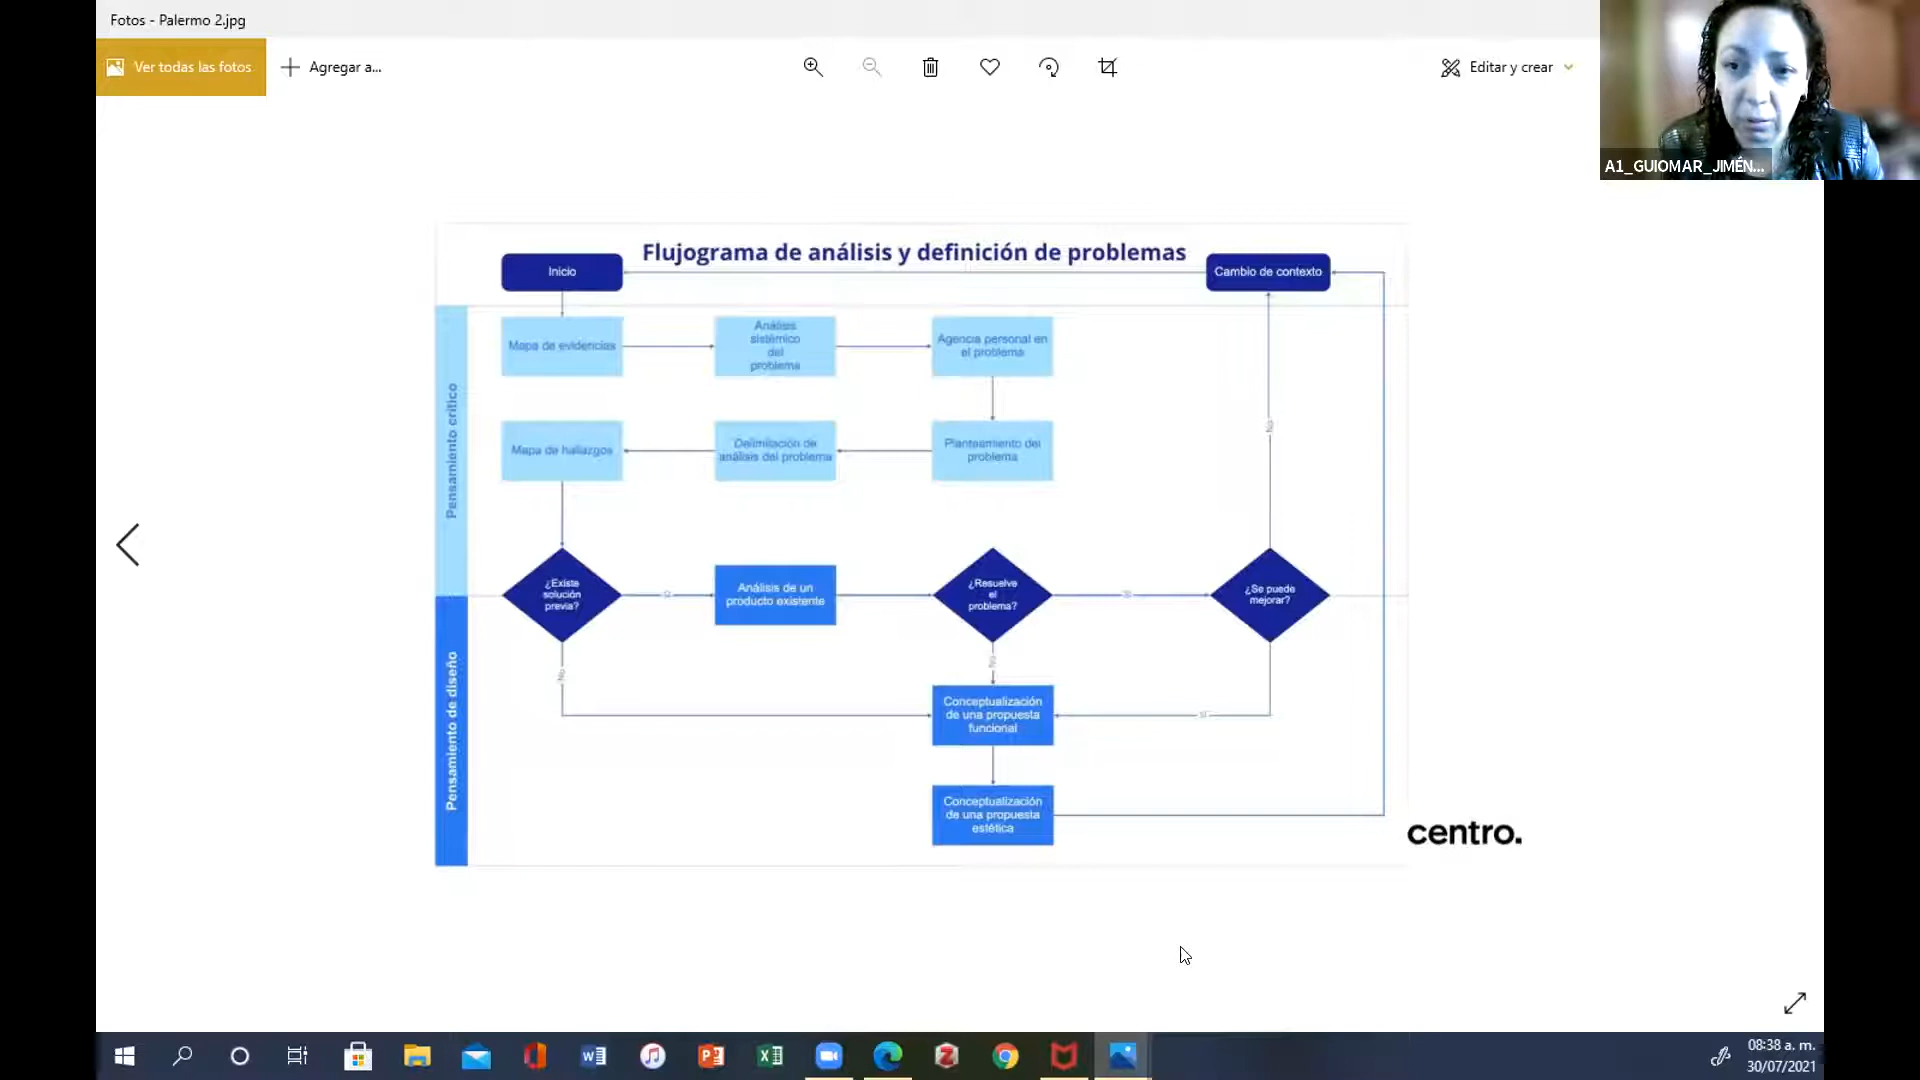 Fotos - Palermo 2.jpg
Ver todas las fotos
Agregar a...
Editar y crear
A1_GUIOMAR_JIMÉN...
Flujograma de análisis y definición de problemas
Inicio
Cambio de contexto
Pensamiento crítico
Mapa de evidencias
Análisis
sistémico
del
problema
Agencia personal en
el problema
Mapa de hallazgos
Delimitación de
análisis del problema
Planteamiento del
problema
No
¿Existe
solución
previa?
Análisis de un
producto existente
¿Resuelve
el
problema?
¿Se puede
mejorar?
Pensamiento de diseño
No
No
Conceptualización
de una propuesta
funcional
Conceptualización
de una propuesta
estética
centro.
08:38 a. m.
30/07/2021